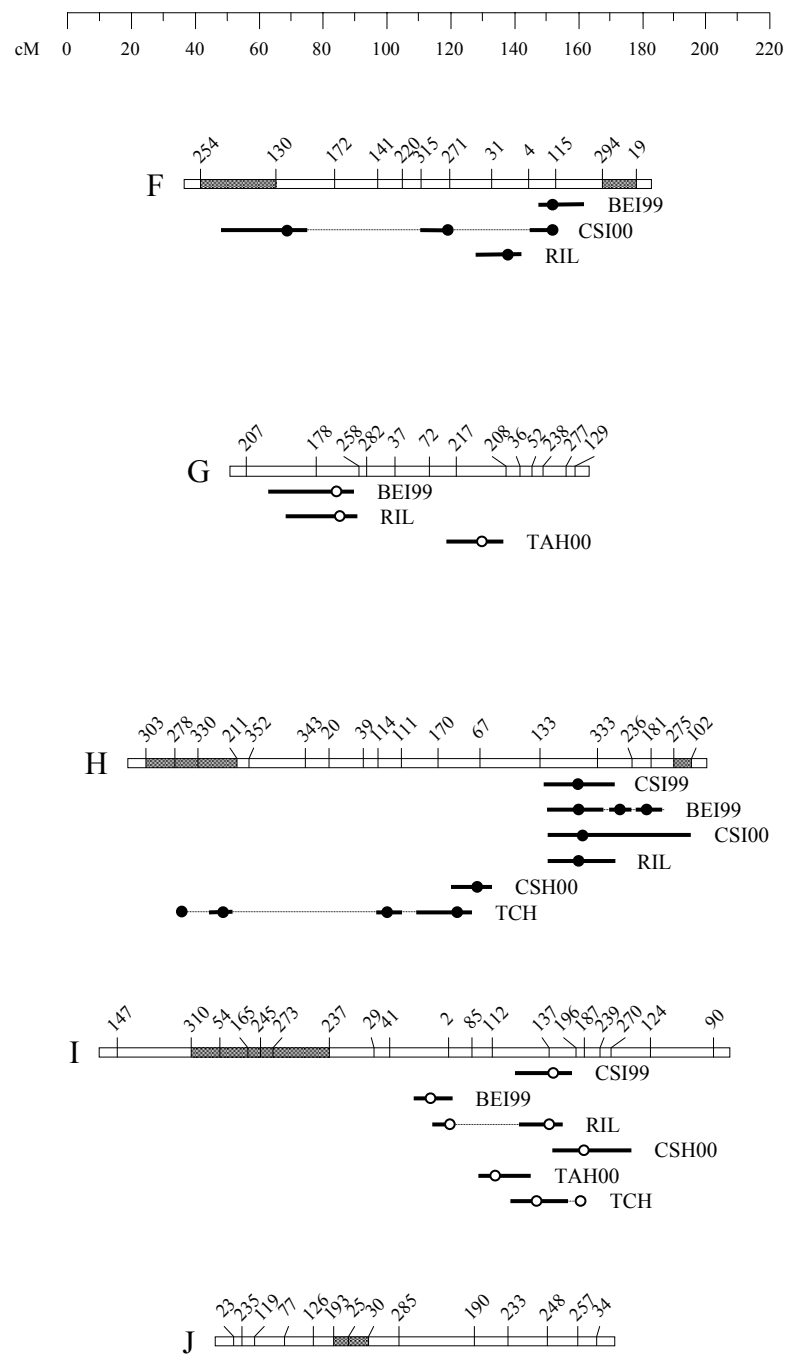 cM 0 20 40 60 80 100 120 140 160 180 200 220
254 130 172 141 220 315 271 31 4 115 294 19
F
BEI99
CSI00
RIL
207 178 258 282 37 72 217 208 36 52 238 277 129
G
BEI99
RIL
TAH00
303 278 330 211 352 343 20 39 114 111 170 67 133 333 236 181 275 102
H
CSI99
BEI99
CSI00
RIL
CSH00
TCH
147 310 54 165 245 273 237 29 41 2 85 112 137 196 187 239 270 124 90
I
CSI99
BEI99
RIL
CSH00
TAH00
TCH
23 235 119 77 126 193 25 30 285 190 233 248 257 34
J